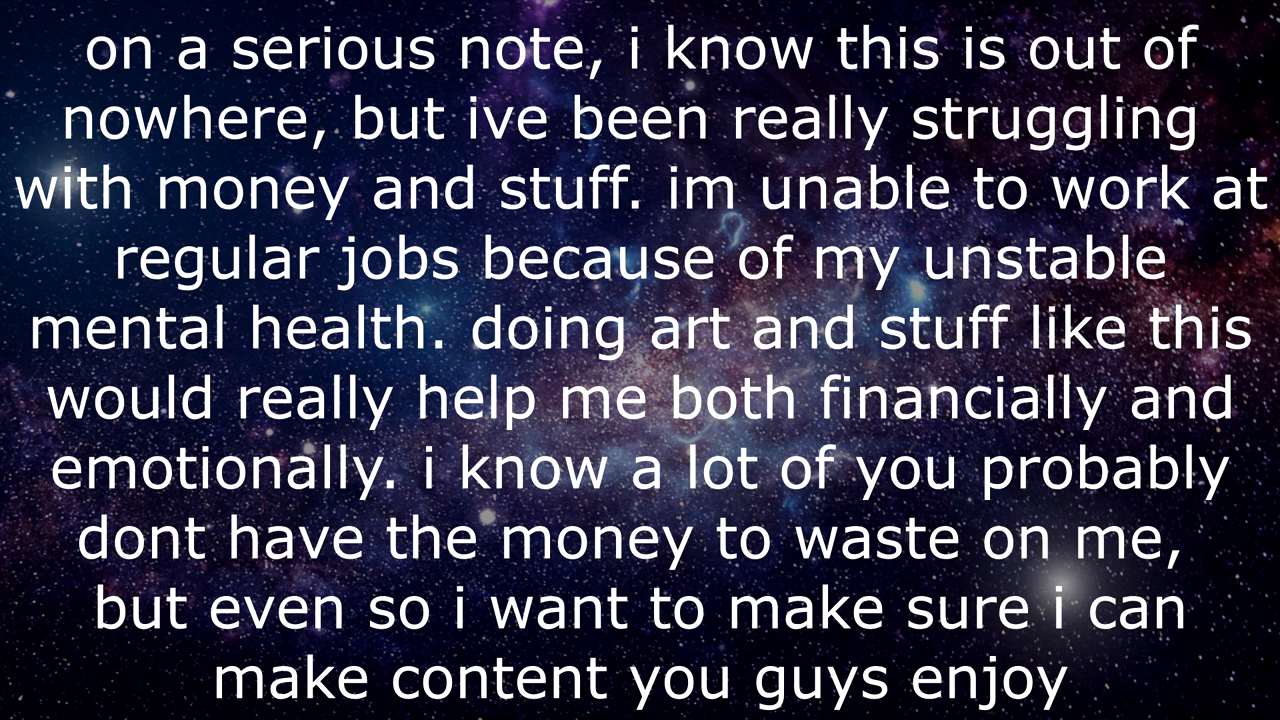 on a serious note, i know this is out of
nowhere, but ive been really struggling
with money and stuff. im unable to work at
regular jobs because of my unstable
mental health. doing art and stuff like this
would really help me both financially and
emotionally. i know a lot of you probably
dont have the money to waste on me,
but even so i want to make sure i can
make content you guys enjoy